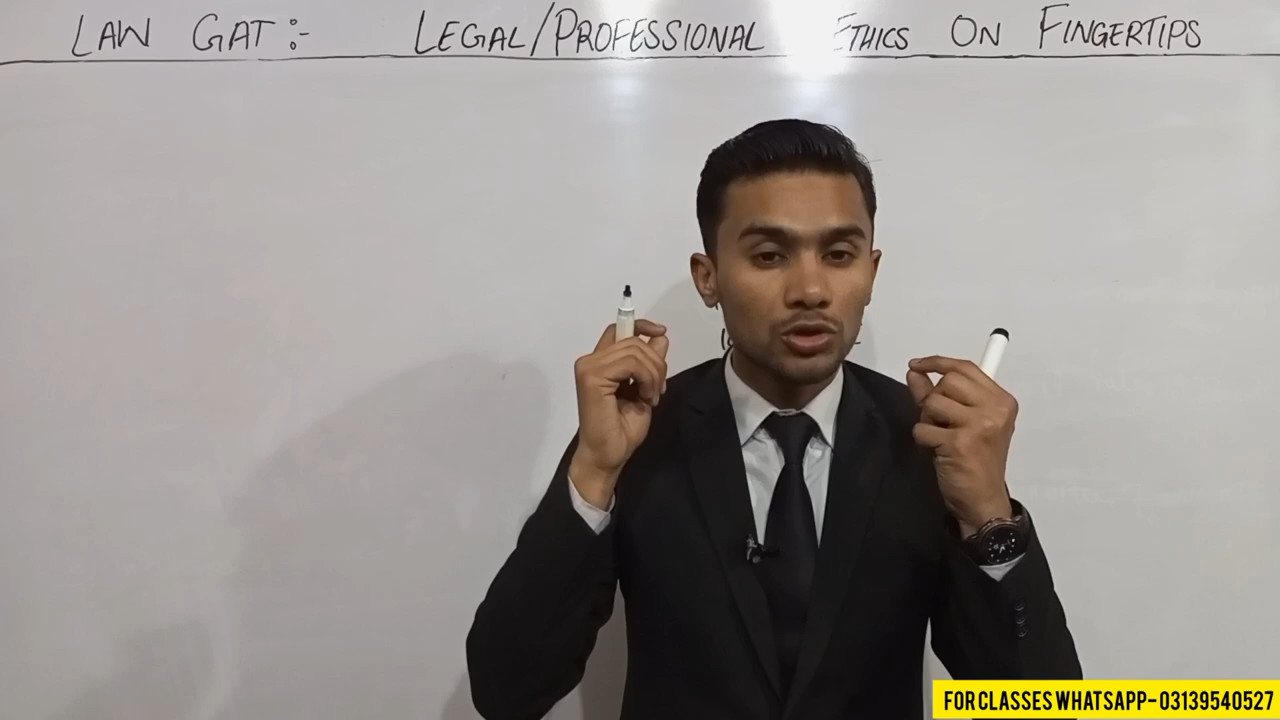 LAW GAT:- LEGAL/PROFESSIONAL ETHICS ON FINGERTIPS
FOR CLASSES WHATSAPP- 03139540527